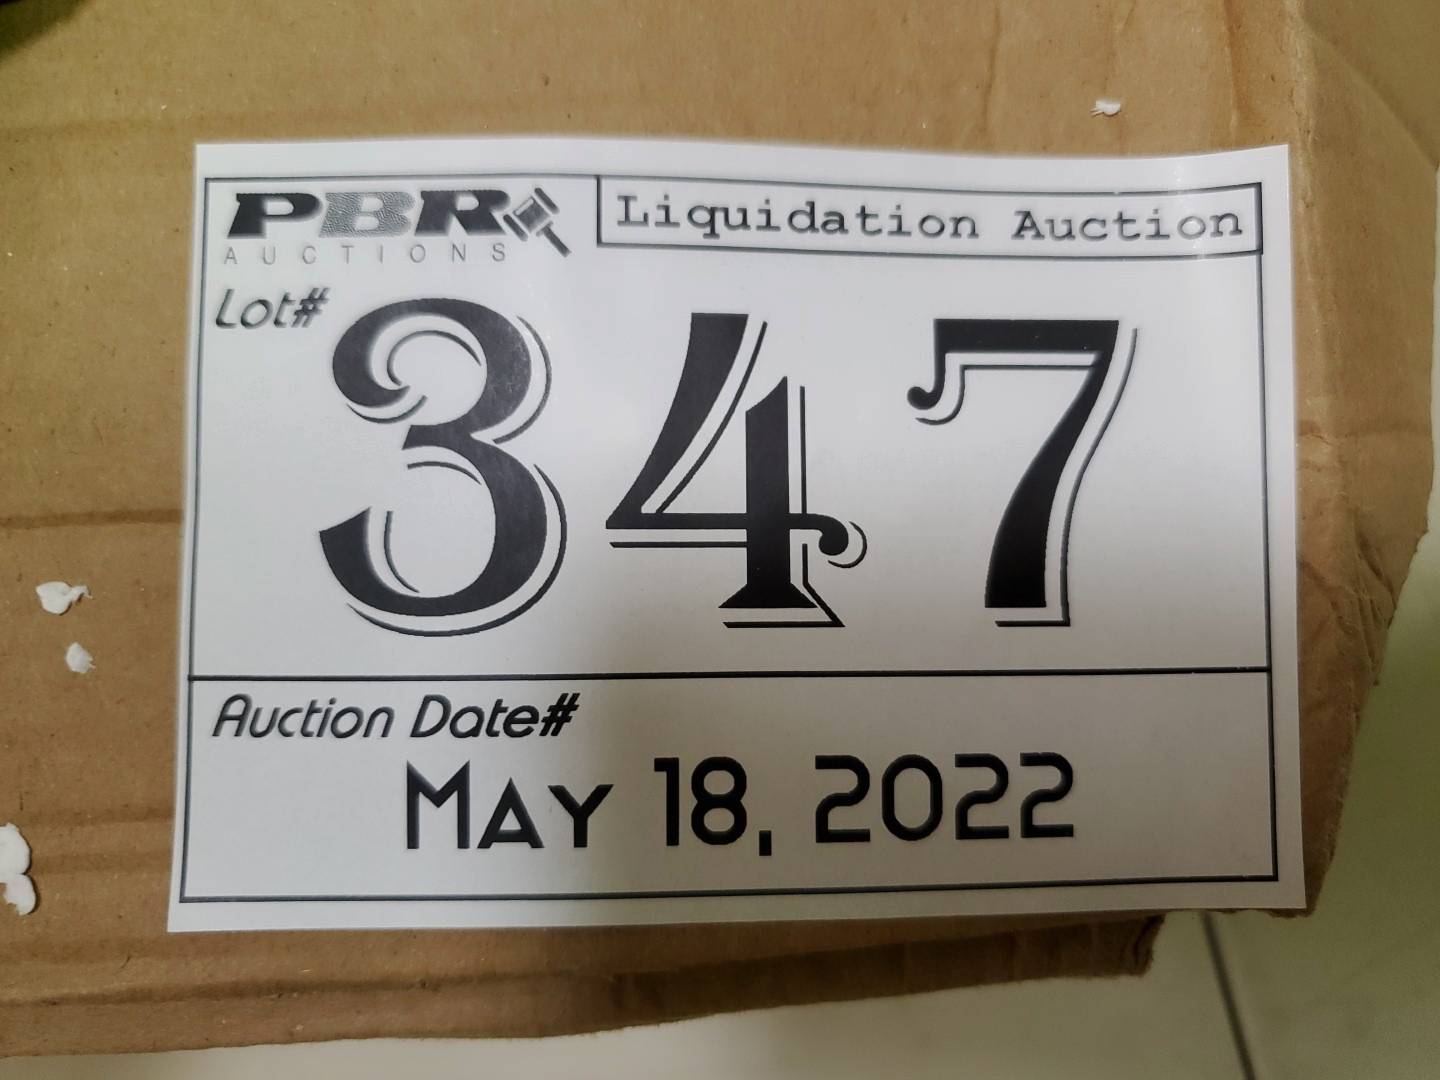 PBR
AUCTIONS
Liquidation Auction
Lot#
347
Auction Date#
May 18, 2022